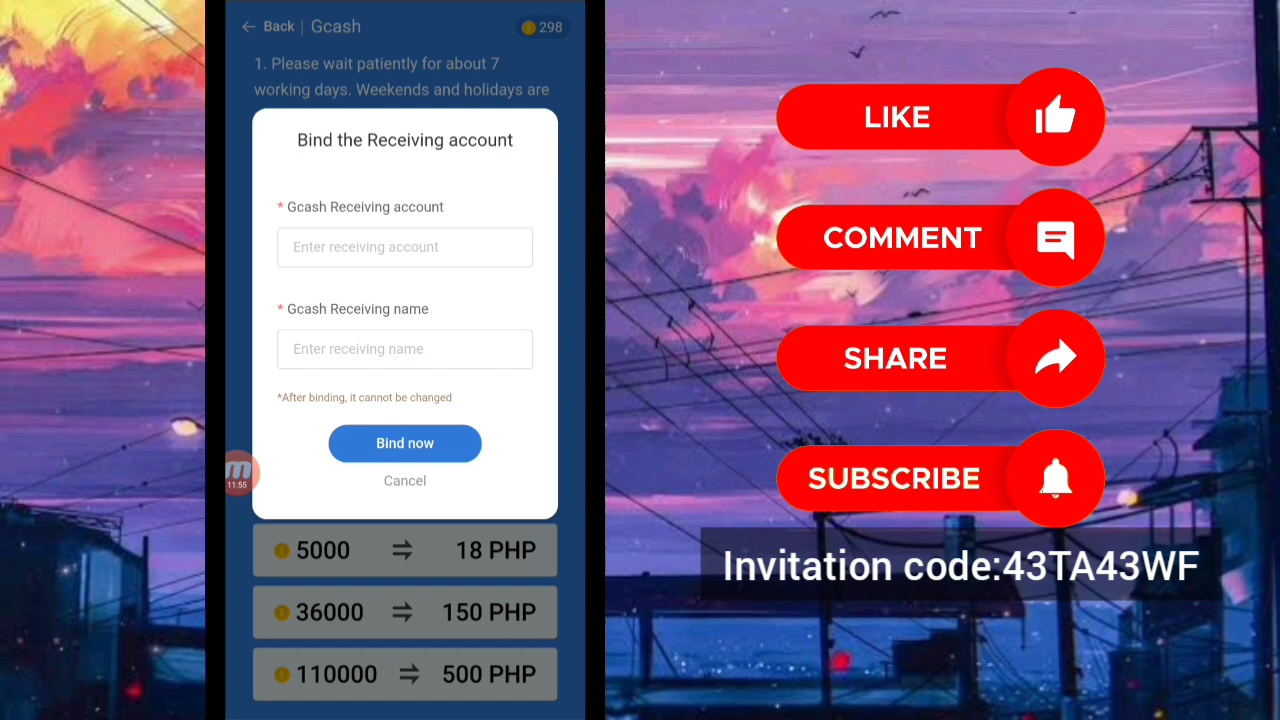 Back | Gcash
298
1. Please wait patiently for about 7
working days. Weekends and holidays are
Bind the Receiving account
* Gcash Receiving account
Enter receiving account
* Gcash Receiving name
Enter receiving name
*After binding, it cannot be changed
Bind now
Cancel
11:55
5000 18 PHP
36000 150 PHP
110000 500 PHP
LIKE
COMMENT
SHARE
SUBSCRIBE
Invitation code:43TA43WF